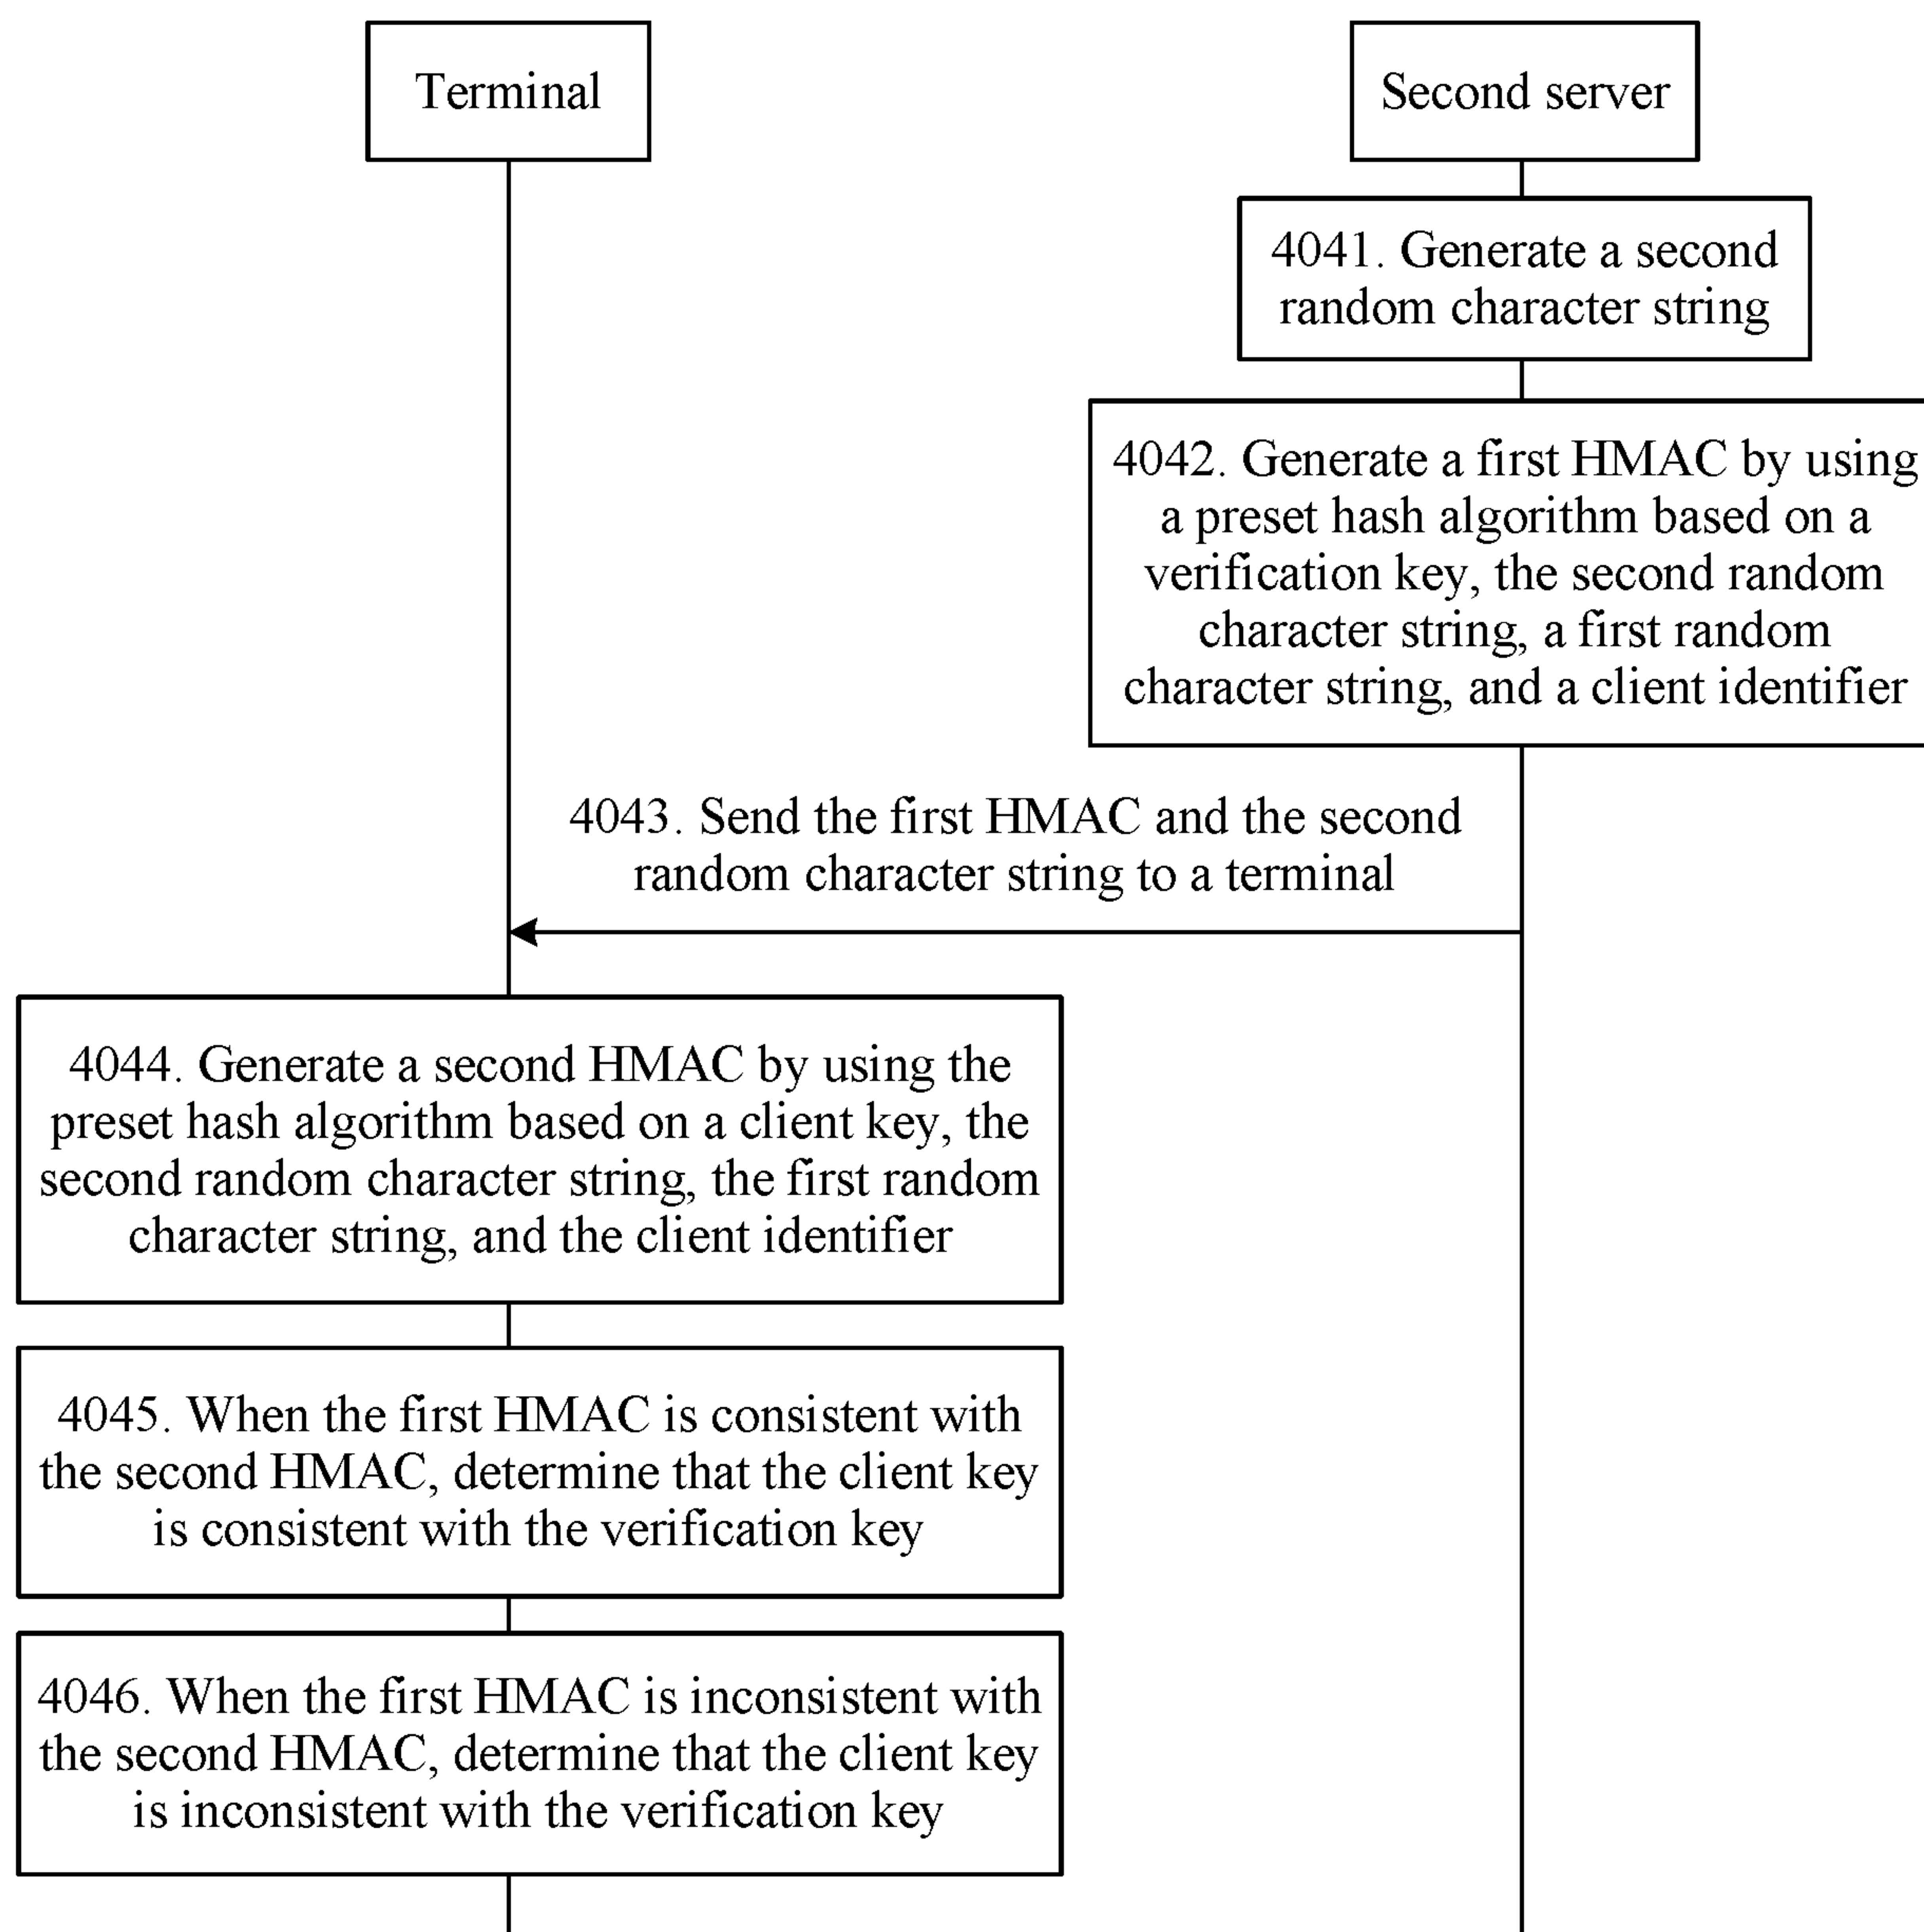 Terminal
Second server
4041. Generate a second
random character string
4042. Generate a first HMAC by using
a preset hash algorithm based on a
verification key, the second random
character string, a first random
character string, and a client identifier
4043. Send the first HMAC and the second
random character string to a terminal
4044. Generate a second HMAC by using the
preset hash algorithm based on a client key, the
second random character string, the first random
character string, and the client identifier
4045. When the first HMAC is consistent with
the second HMAC, determine that the client key
is consistent with the verification key
4046. When the first HMAC is inconsistent with
the second HMAC, determine that the client key
is inconsistent with the verification key